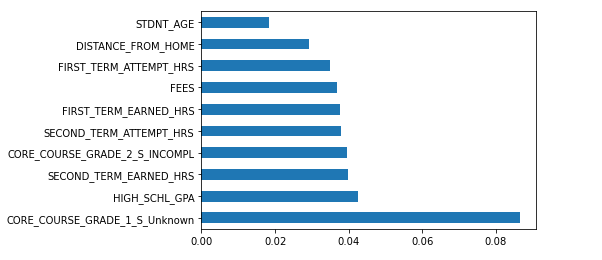 STDNT_AGE
DISTANCE_FROM_HOME
FIRST_TERM_ATTEMPT_HRS
FEES
FIRST_TERM_EARNED_HRS
SECOND_TERM_ATTEMPT_HRS
CORE_COURSE_GRADE_2_S_INCOMPL
SECOND_TERM_EARNED_HRS
HIGH_SCHL_GPA
CORE_COURSE_GRADE_1_S_Unknown
0.00 0.02 0.04 0.06 0.08